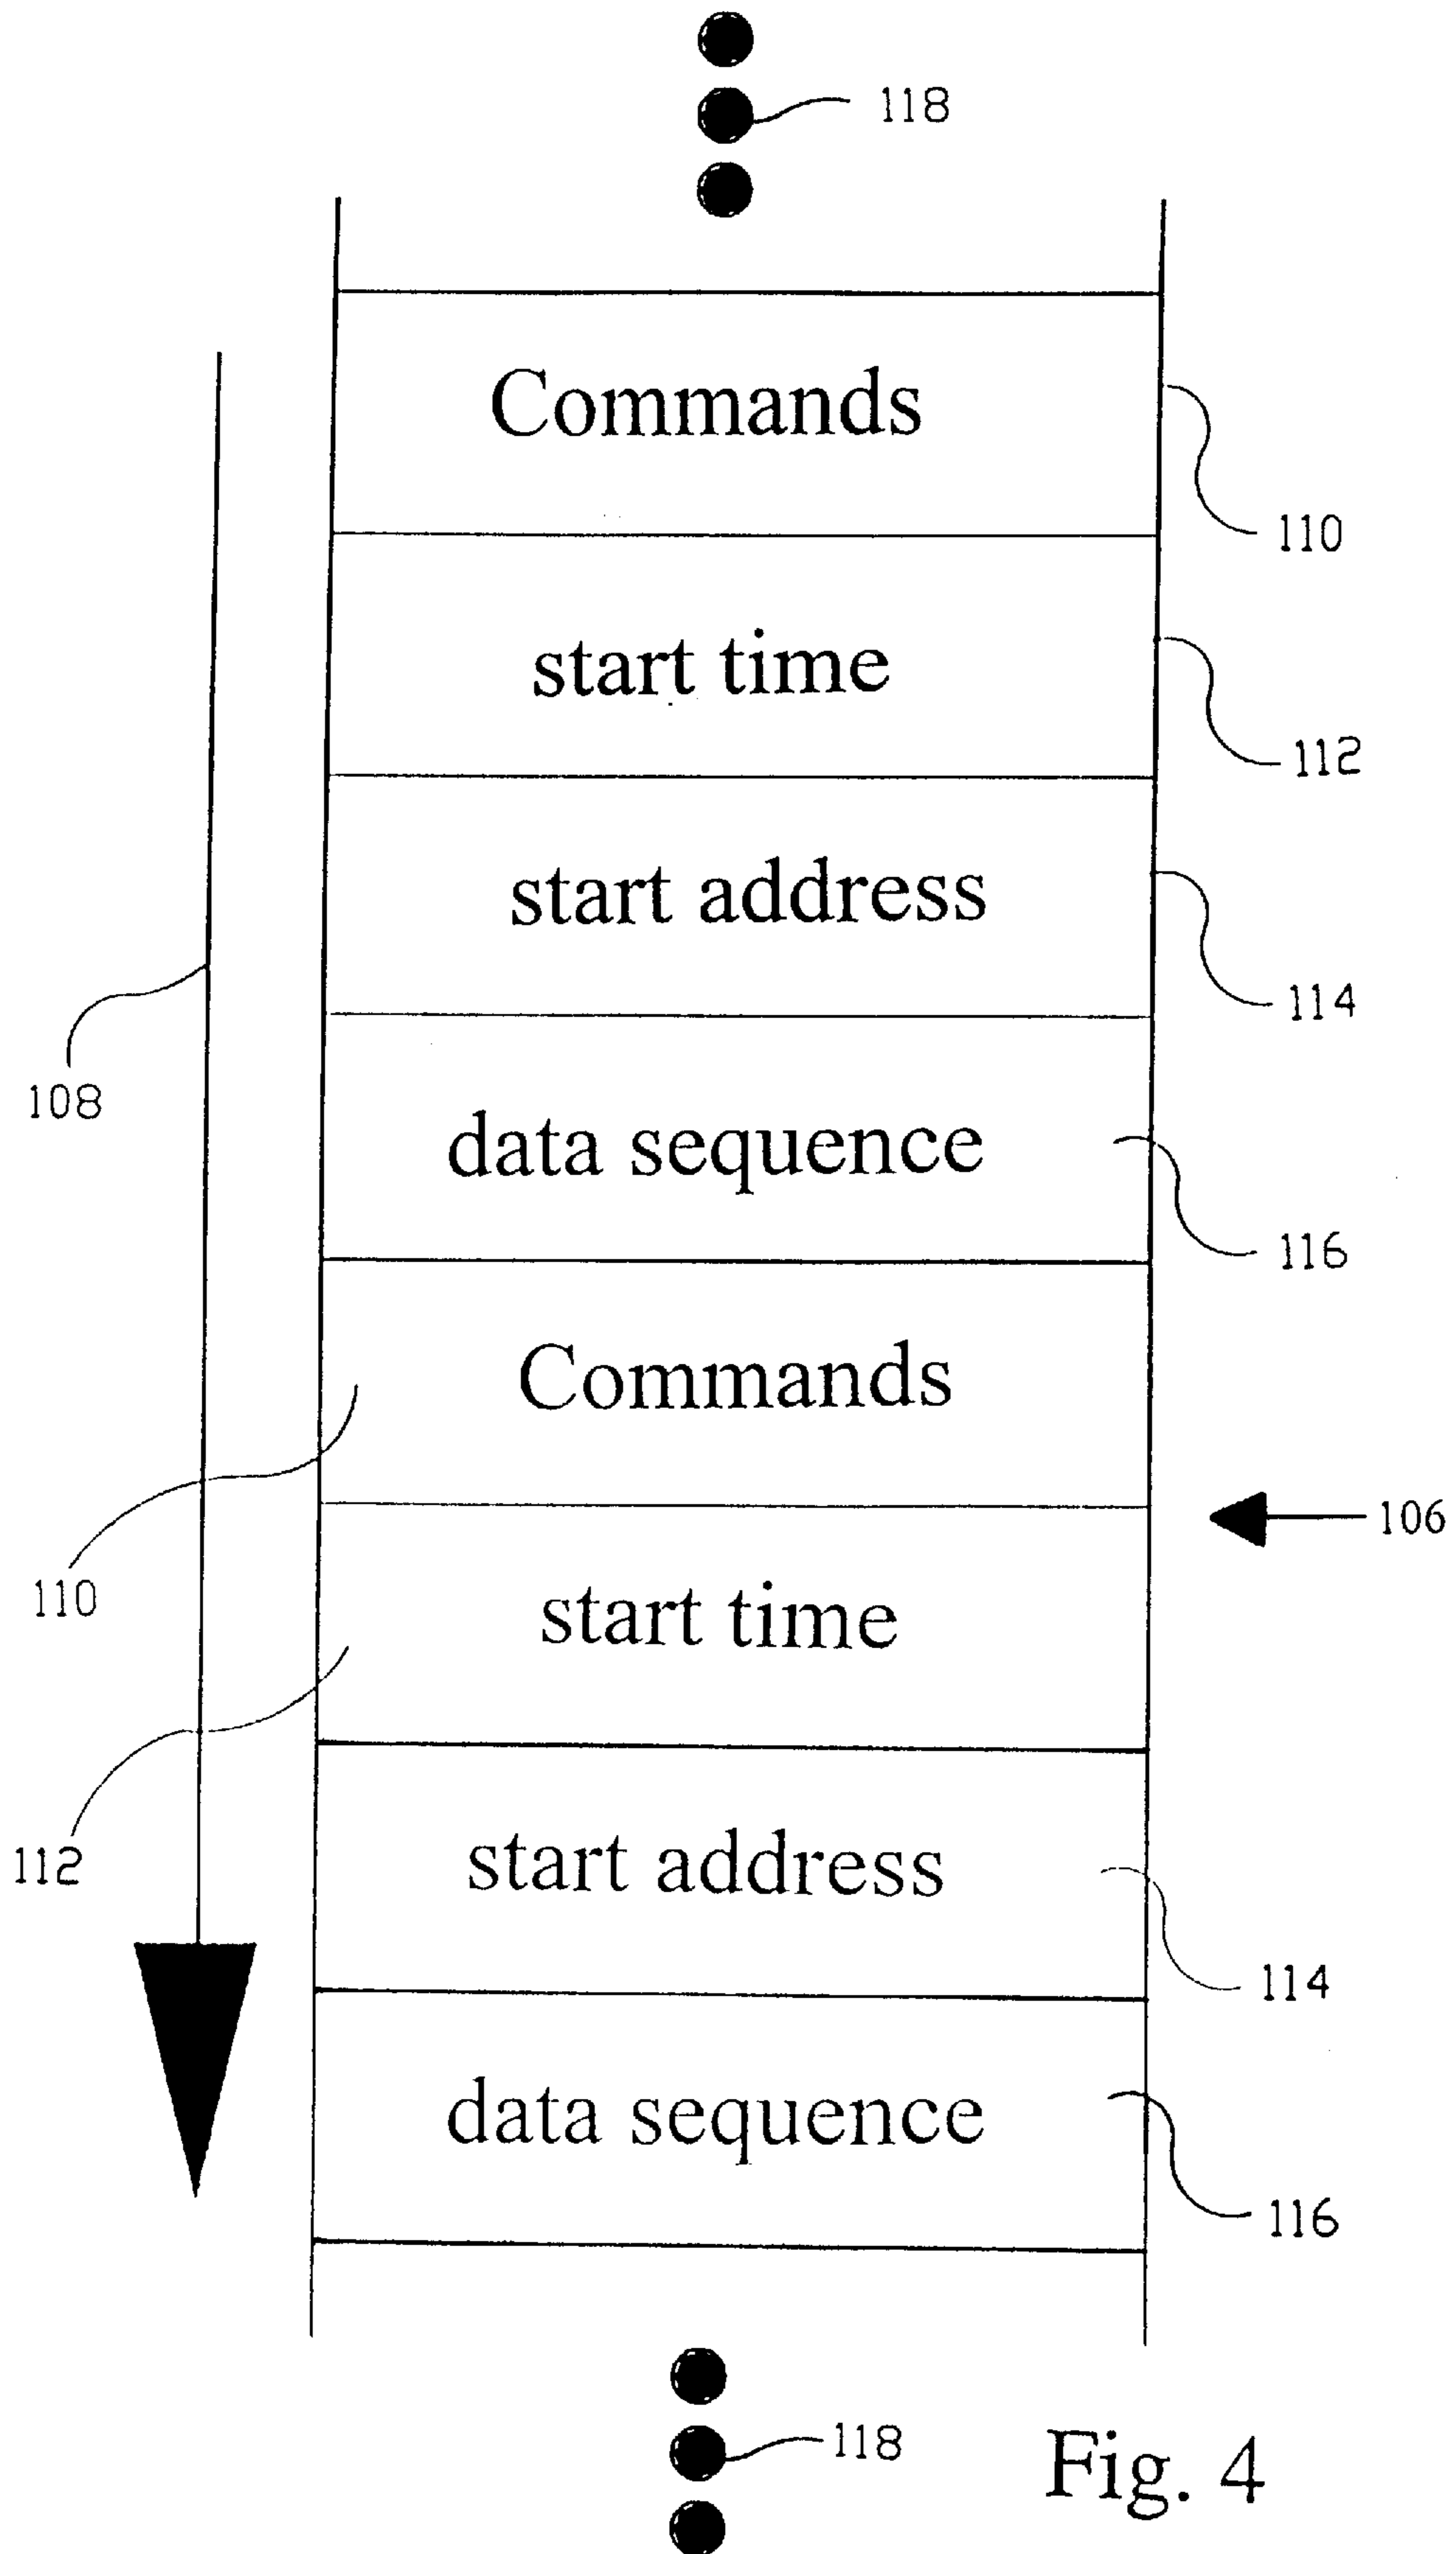 118
Commands
110
start time
112
start address
114
108
data sequence
116
Commands
106
110
start time
112
start address
114
data sequence
116
118
Fig. 4